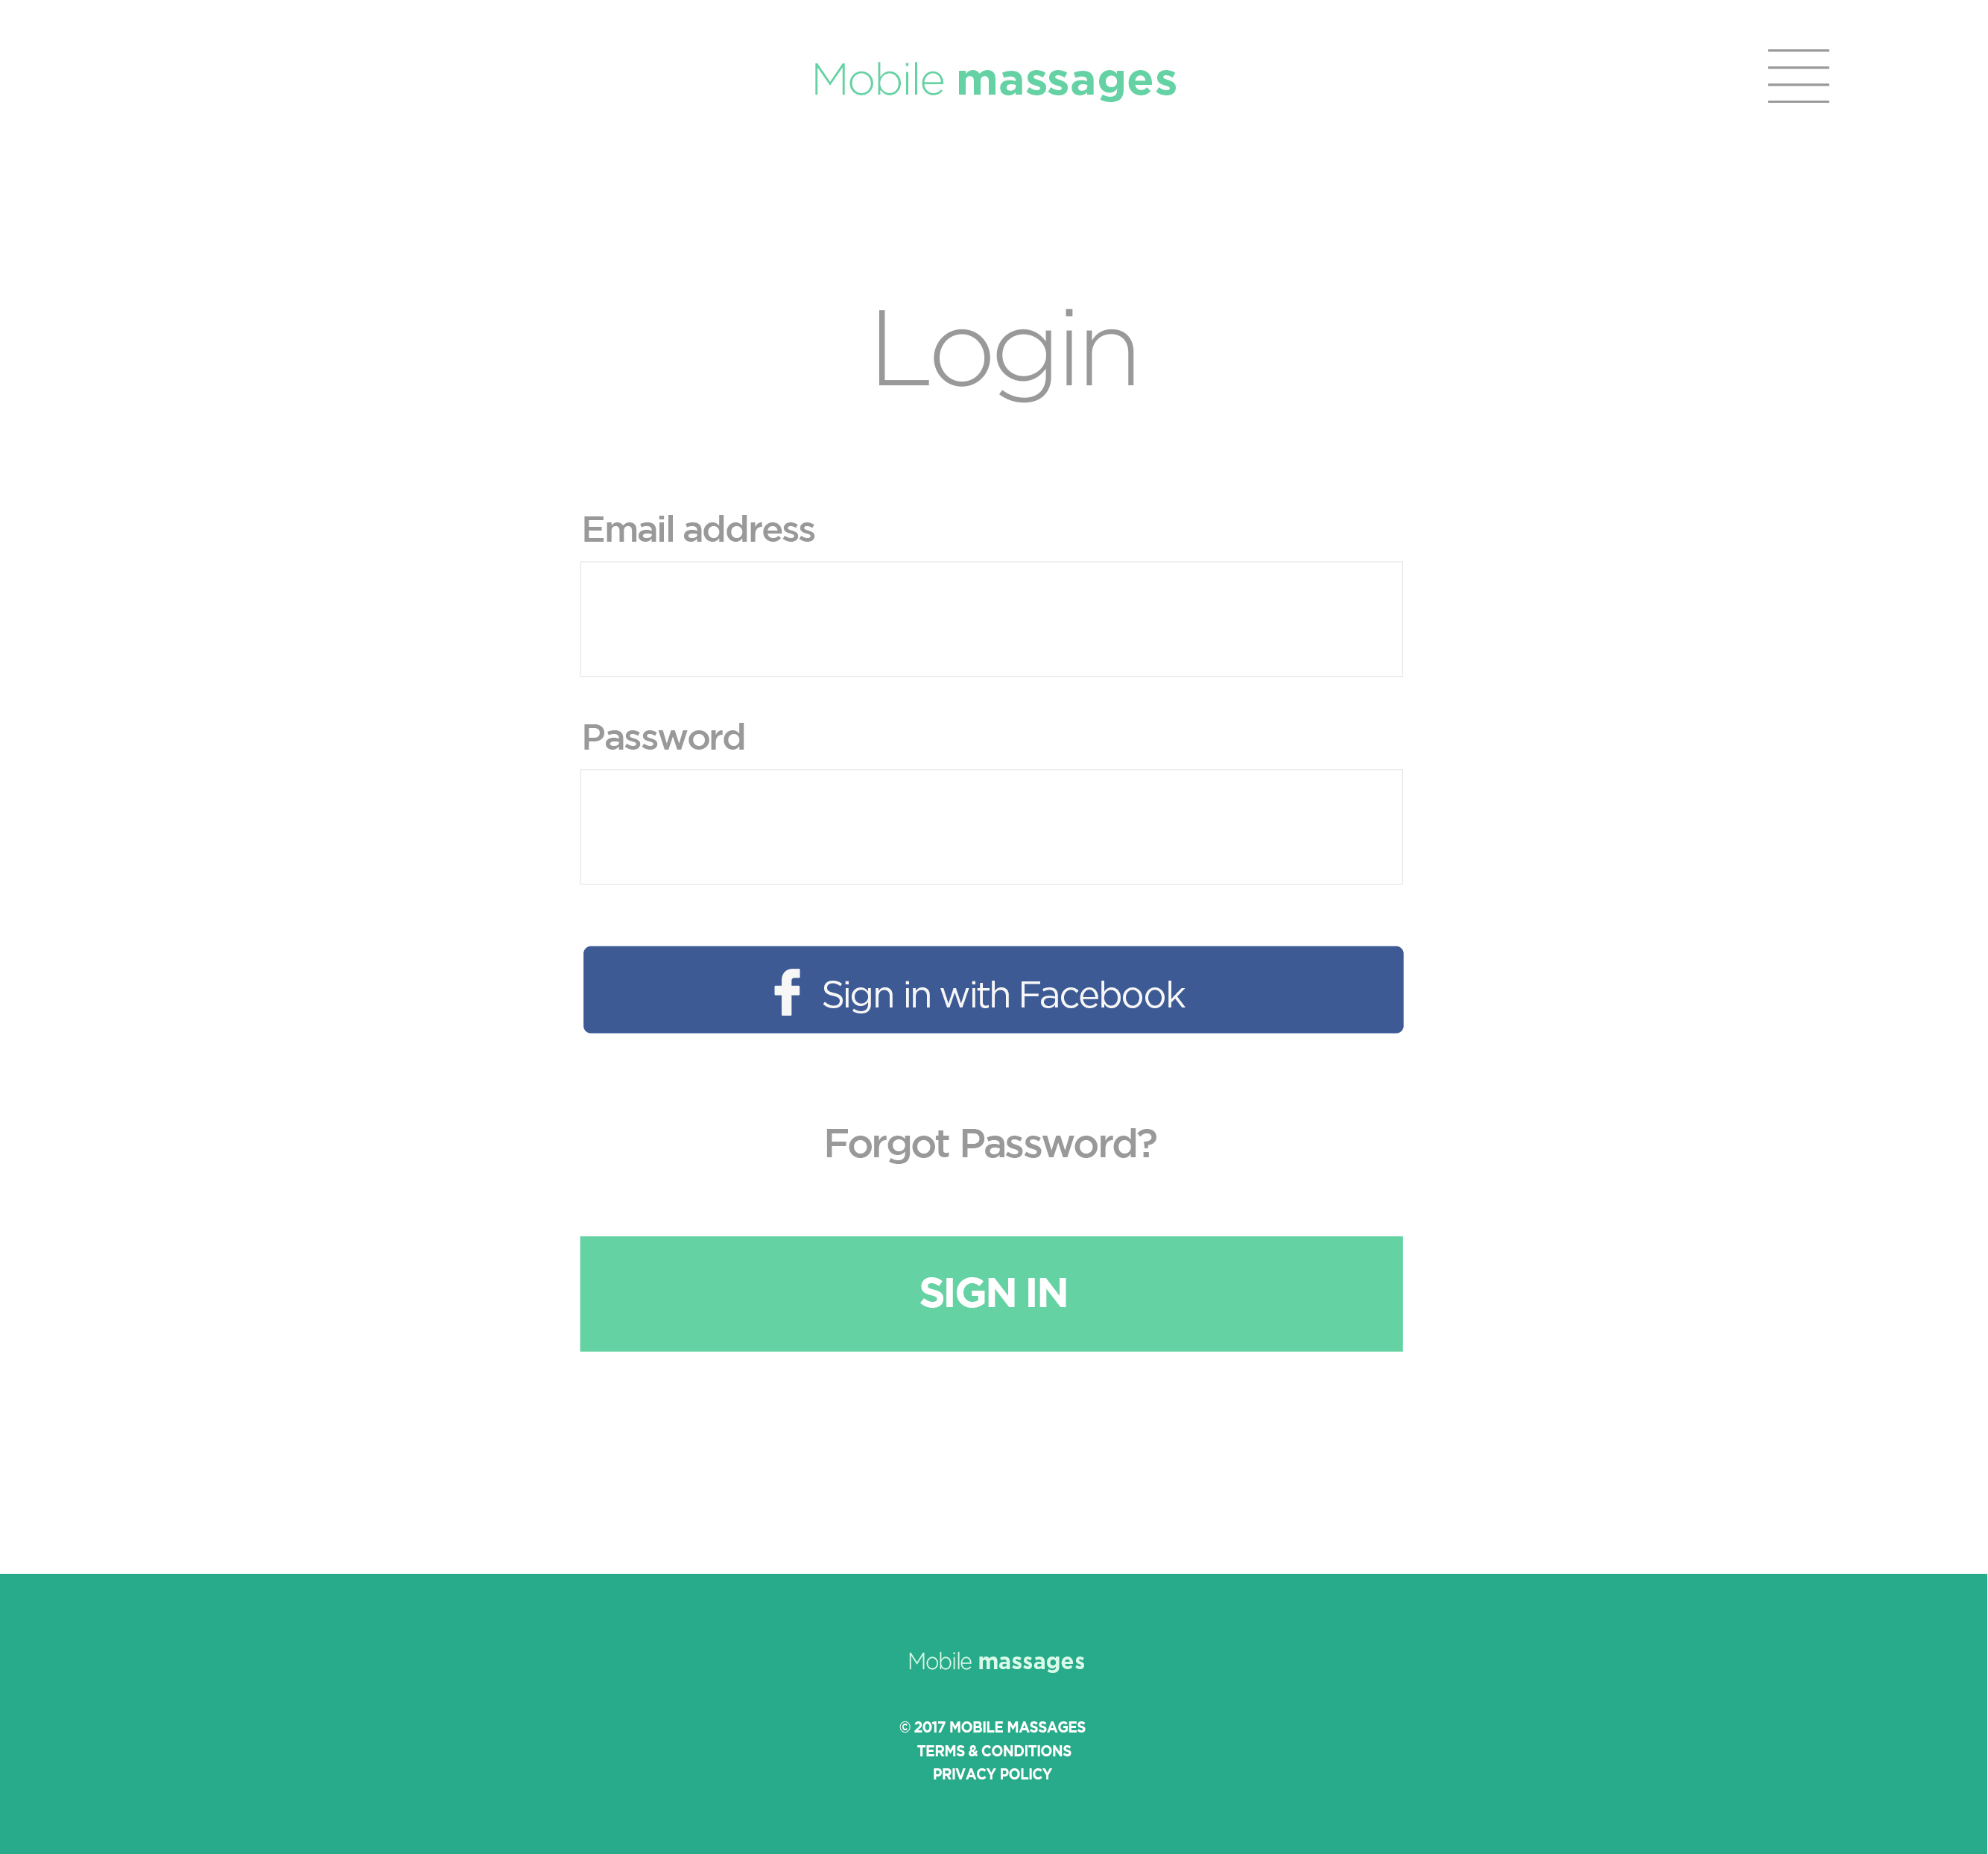 Mobile massages
Login
Email address
Password
f Sign in with Facebook
Forgot Password?
SIGN IN
Mobile massages
© 2017 MOBILE MASSAGES
TERMS & CONDITIONS
PRIVACY POLICY